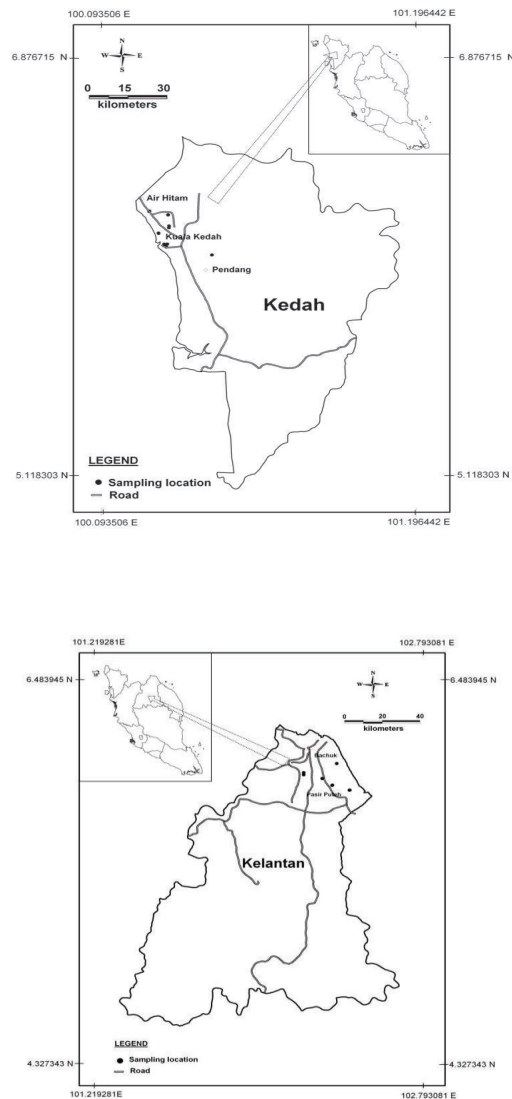 100.093506 E 101.196442 E
6.876715 N 6.876715 N
N
W E
S
0 15 30
kilometers
Air Hitam
Kuala Kedah
Pendang
Kedah
LEGEND
Sampling location
Road
5.118303 N 5.118303 N
100.093506 E 101.196442 E
101.219281E 102.793081 E
6.483945 N 6.483945 N
N
W E
S
0 20 40
kilometers
Bachuk
Pasir Puteh
Kelantan
LEGEND
Sampling location
Road
4.327343 N 4.327343 N
101.219281E 102.793081 E